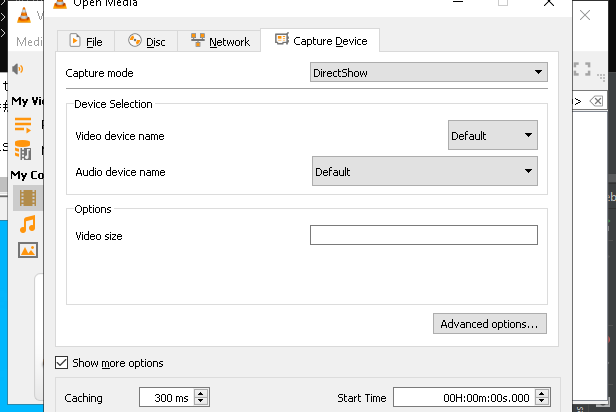 Open Media
V
Medi
File Disc Network Capture Device
Capture mode DirectShow
My Vi
Device Selection
Video device name Default
Audio device name Default
My Co
Options
Video size
Advanced options...
Show more options
Caching 300 ms Start Time 00H:00m:00s.000